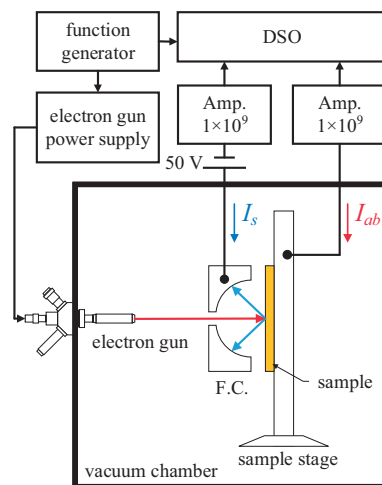 function
generator
DSO
electron gun
power supply
Amp.
1×10⁹
Amp.
1×10⁹
50 V
I_s
I_ab
electron gun
F.C.
sample
sample stage
vacuum chamber